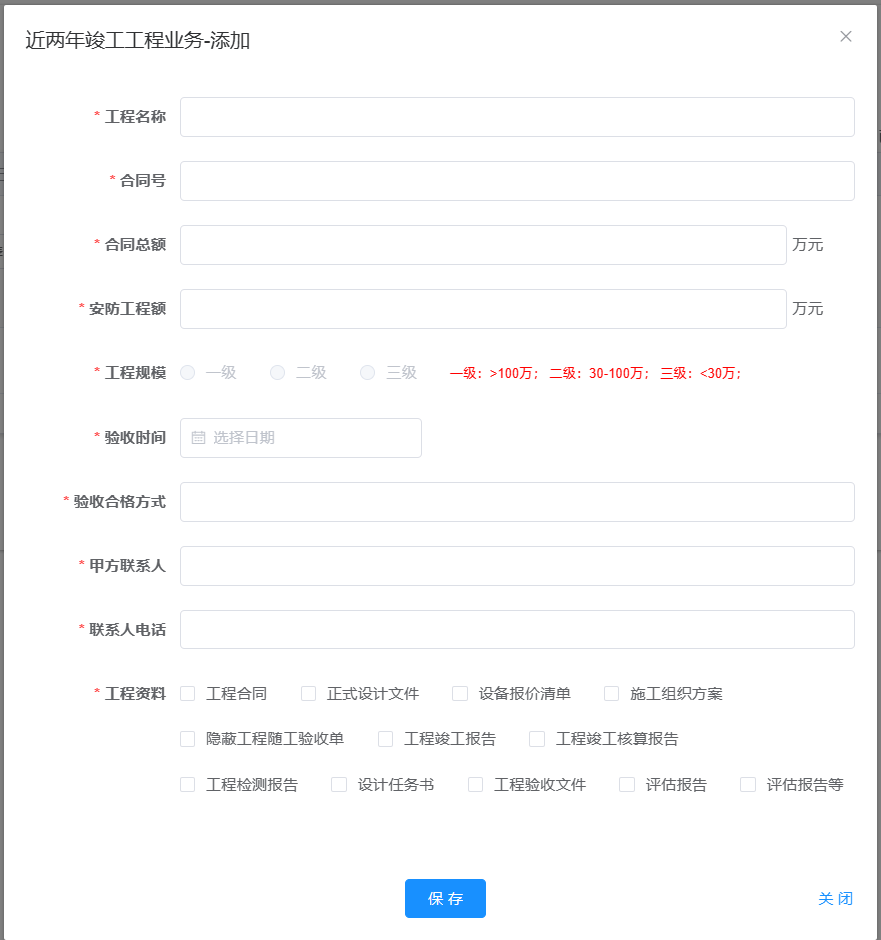 近两年竣工工程业务-添加
* 工程名称
* 合同号
* 合同总额 万元
* 安防工程额 万元
* 工程规模 一级 二级 三级 一级：>100万； 二级：30-100万； 三级：<30万；
* 验收时间 选择日期
* 验收合格方式
* 甲方联系人
* 联系人电话
* 工程资料 工程合同 正式设计文件 设备报价清单 施工组织方案
隐蔽工程随工验收单 工程竣工报告 工程竣工核算报告
工程检测报告 设计任务书 工程验收文件 评估报告 评估报告等
保 存 关 闭